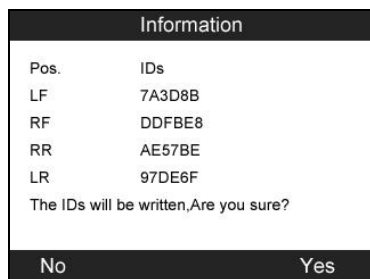 Information
Pos. IDs
LF 7A3D8B
RF DDFBE8
RR AE57BE
LR 97DE6F
The IDs will be written,Are you sure?
No Yes